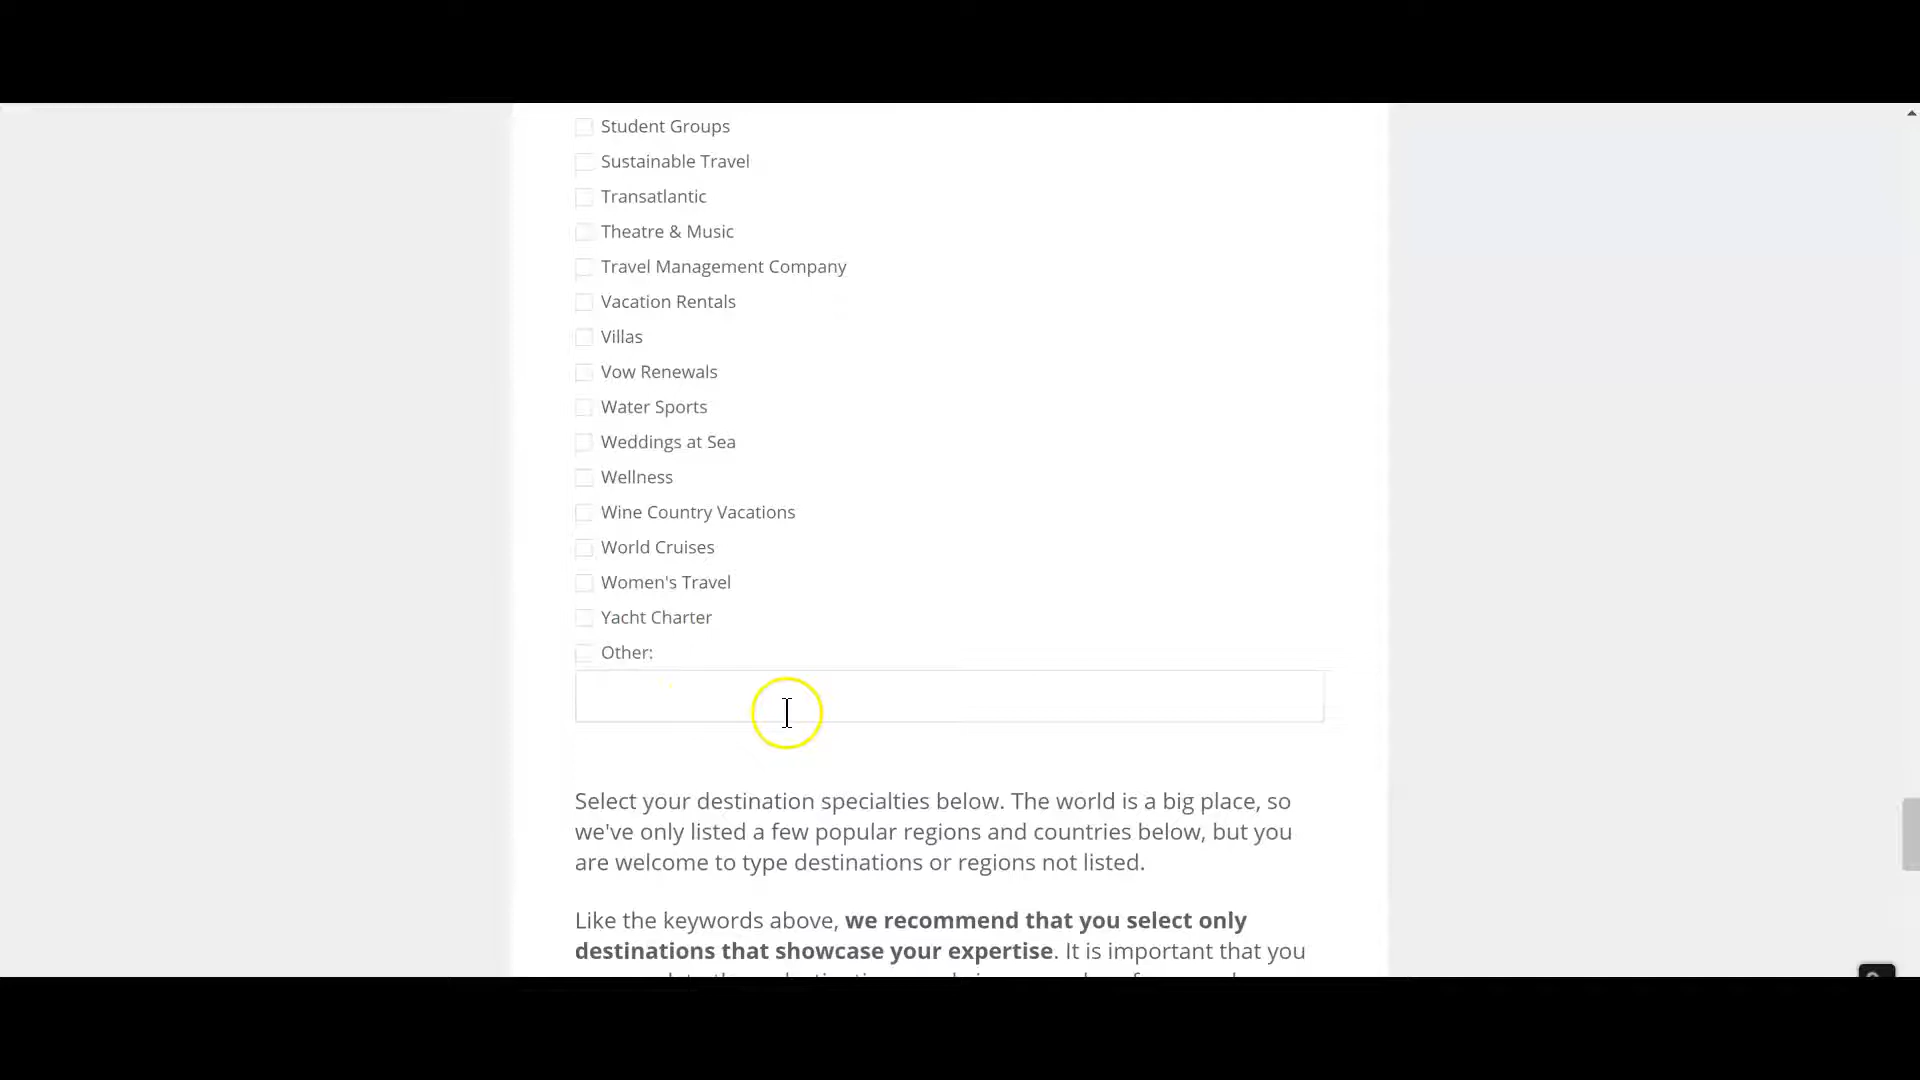 Student Groups
Sustainable Travel
Transatlantic
Theatre & Music
Travel Management Company
Vacation Rentals
Villas
Vow Renewals
Water Sports
Weddings at Sea
Wellness
Wine Country Vacations
World Cruises
Women's Travel
Yacht Charter
Other:
Select your destination specialties below. The world is a big place, so
we've only listed a few popular regions and countries below, but you
are welcome to type destinations or regions not listed.
Like the keywords above, we recommend that you select only
destinations that showcase your expertise. It is important that you